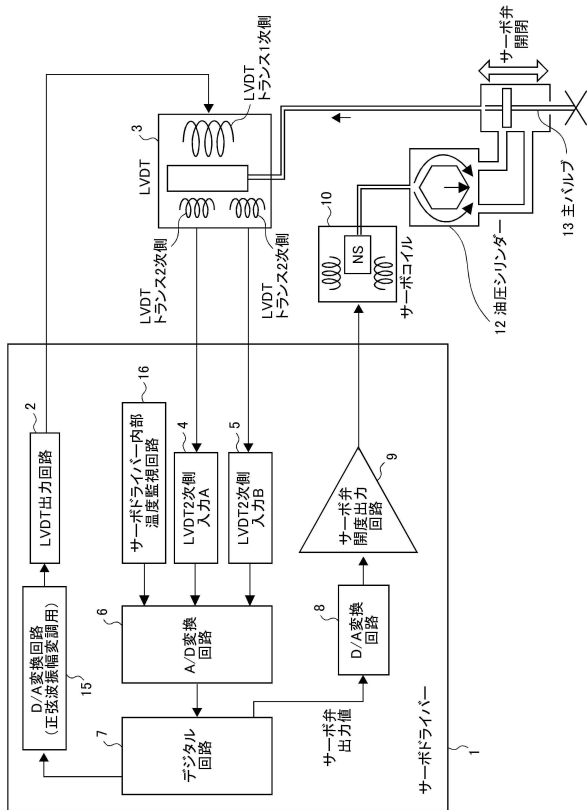 サーボドライバー
1
デジタル
回路
7
D/A変換回路
(正弦波振幅変調用)
15
LVDT出力回路
2
A/D変換
回路
6
サーボドライバー内部
温度監視回路
16
LVDT2次側
入力A
4
LVDT2次側
入力B
5
サーボ弁
出力値
D/A変換
回路
8
サーボ弁
開度出力
回路
9
LVDT
3
LVDT
トランス1次側
LVDT
トランス2次側
LVDT
トランス2次側
10
NS
サーボコイル
12 油圧シリンダー
13 主バルブ
サーボ弁
開閉